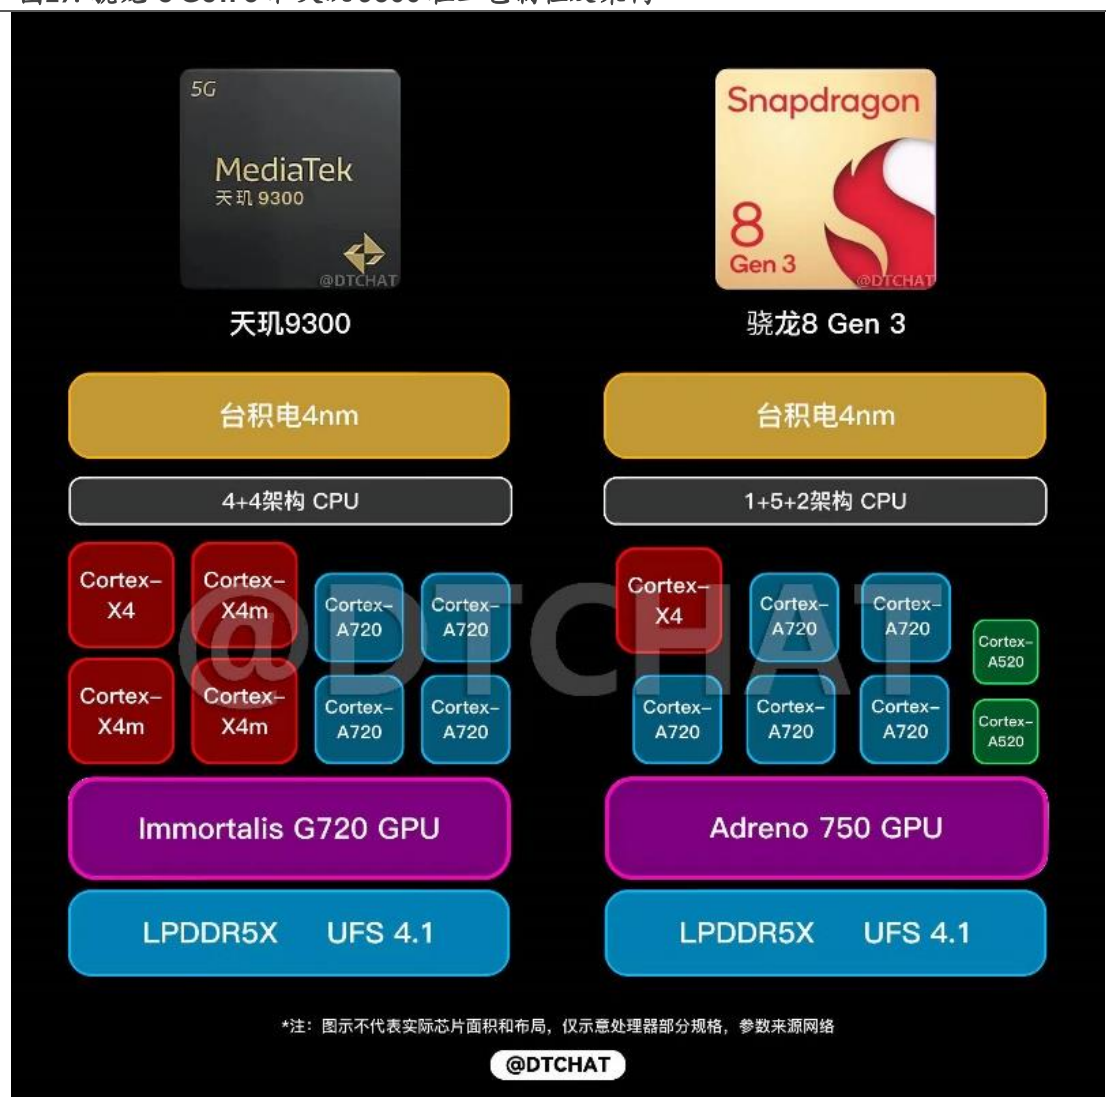 5G
MediaTek
天玑 9300
@DTCHAT
天玑9300
台积电4nm
4+4架构 CPU
Cortex-
X4
Cortex-
X4m
Cortex-
A720
Cortex-
A720
Cortex-
X4m
Cortex-
X4m
Cortex-
A720
Cortex-
A720
Immortalis G720 GPU
LPDDR5X UFS 4.1
Snapdragon
8
Gen 3
@DTCHAT
骁龙8 Gen 3
台积电4nm
1+5+2架构 CPU
Cortex-
X4
Cortex-
A720
Cortex-
A720
Cortex-
A520
Cortex-
A720
Cortex-
A720
Cortex-
A720
Cortex-
A520
Adreno 750 GPU
LPDDR5X UFS 4.1
@DTCHAT
*注：图示不代表实际芯片面积和布局，仅示意处理器部分规格，参数来源网络
@DTCHAT